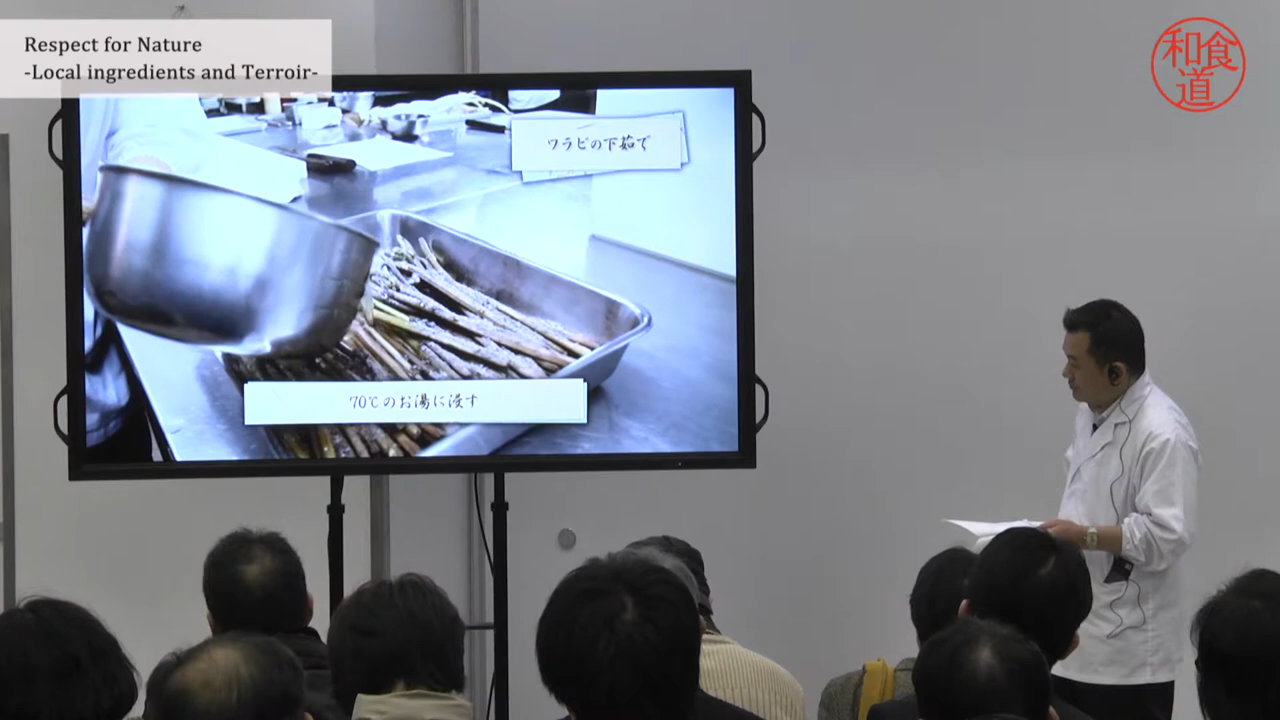 Respect for Nature
-Local ingredients and Terroir-
和食道
ワラビの下茹で
70℃のお湯に浸す